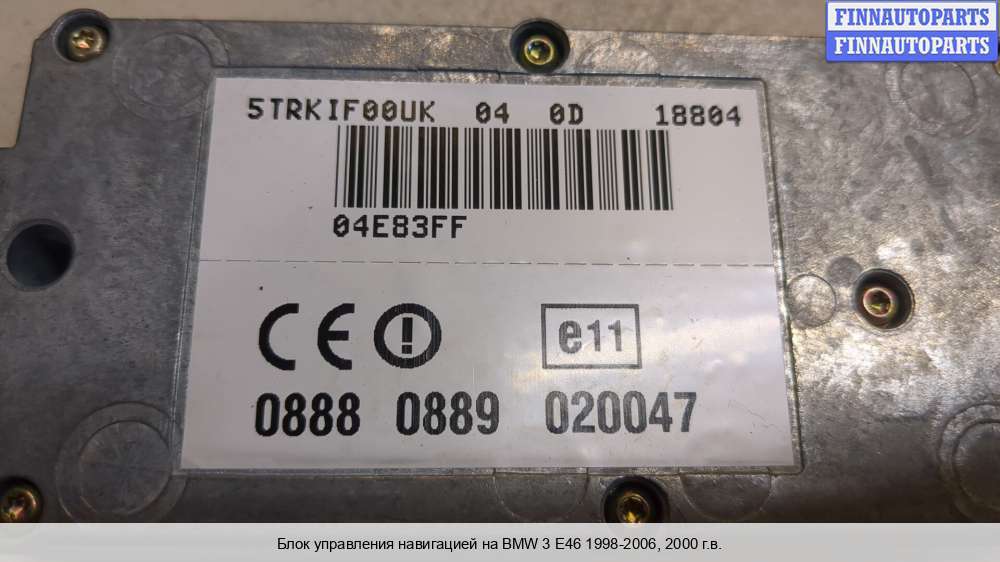 FINNAUTOPARTS
FINNAUTOPARTS
5TRKIF00UK 04 0D 18804
04E83FF
CE e11
0888 0889 020047
Блок управления навигацией на BMW 3 E46 1998-2006, 2000 г.в.